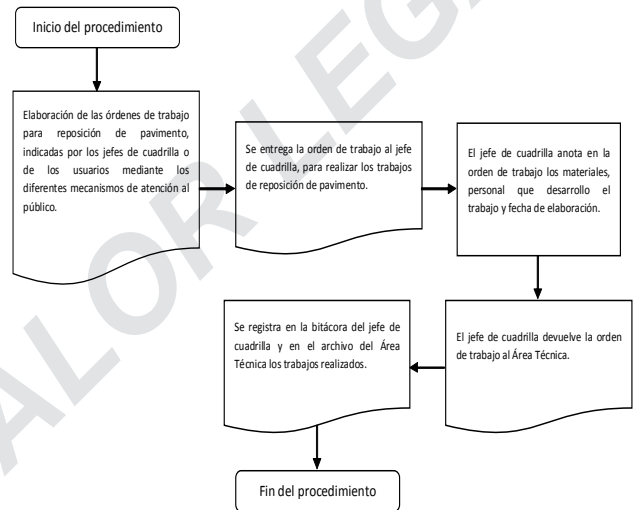 Inicio del procedimiento
Elaboración de las órdenes de trabajo
para reposición de pavimento,
indicadas por los jefes de cuadrilla o
de los usuarios mediante los
diferentes mecanismos de atención al
público.
Se entrega la orden de trabajo al jefe
de cuadrilla, para realizar los trabajos
de reposición de pavimento.
El jefe de cuadrilla anota en la
orden de trabajo los materiales,
personal que desarrollo el
trabajo y fecha de elaboración.
El jefe de cuadrilla devuelve la orden
de trabajo al Área Técnica.
Se registra en la bitácora del jefe de
cuadrilla y en el archivo del Área
Técnica los trabajos realizados.
Fin del procedimiento
ALOR LEGA